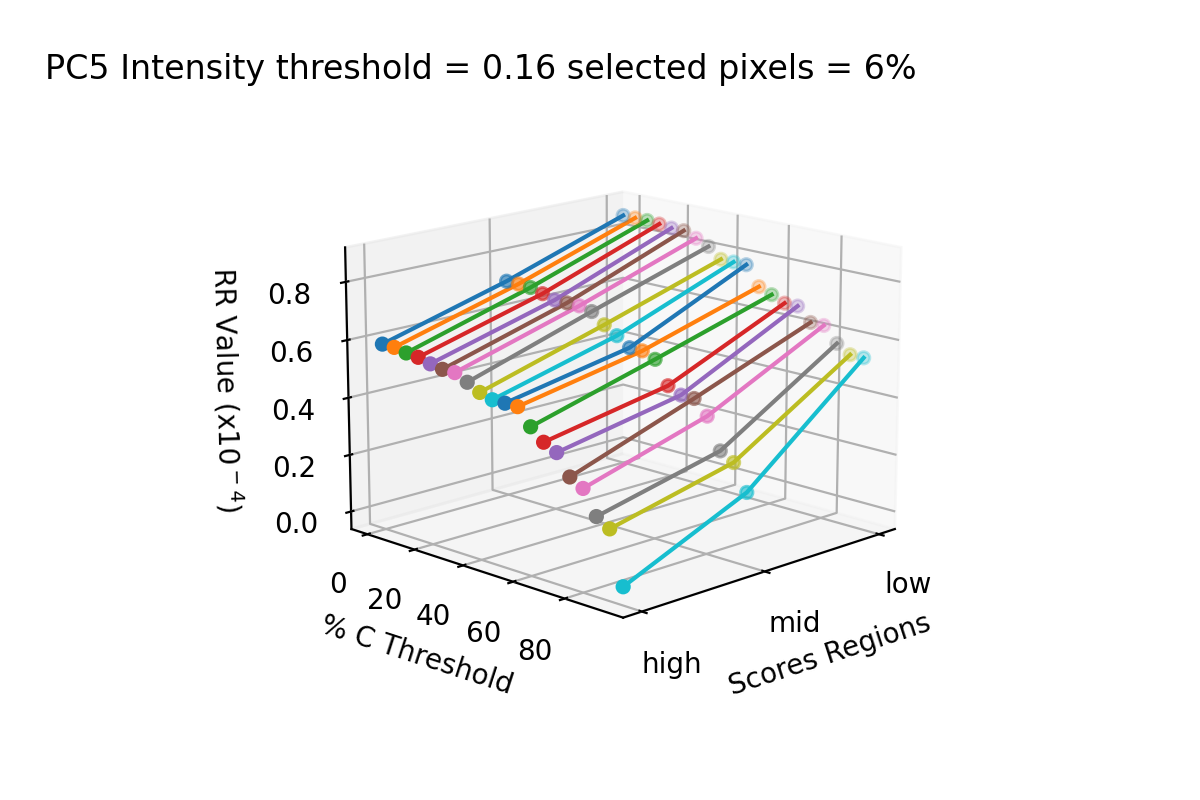 PC5 Intensity threshold = 0.16 selected pixels = 6%
RR Value (x10⁻⁴)
0.8
0.6
0.4
0.2
0.0
0
20
40
60
80
% C Threshold
high
mid
low
Scores Regions